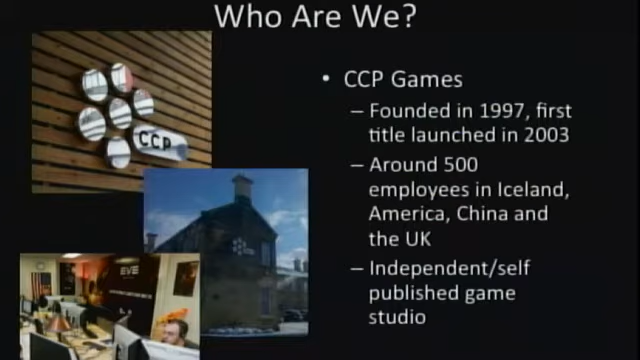 Who Are We?
CCP
EVE
• CCP Games
– Founded in 1997, first
title launched in 2003
– Around 500
employees in Iceland,
America, China and
the UK
– Independent/self
published game
studio